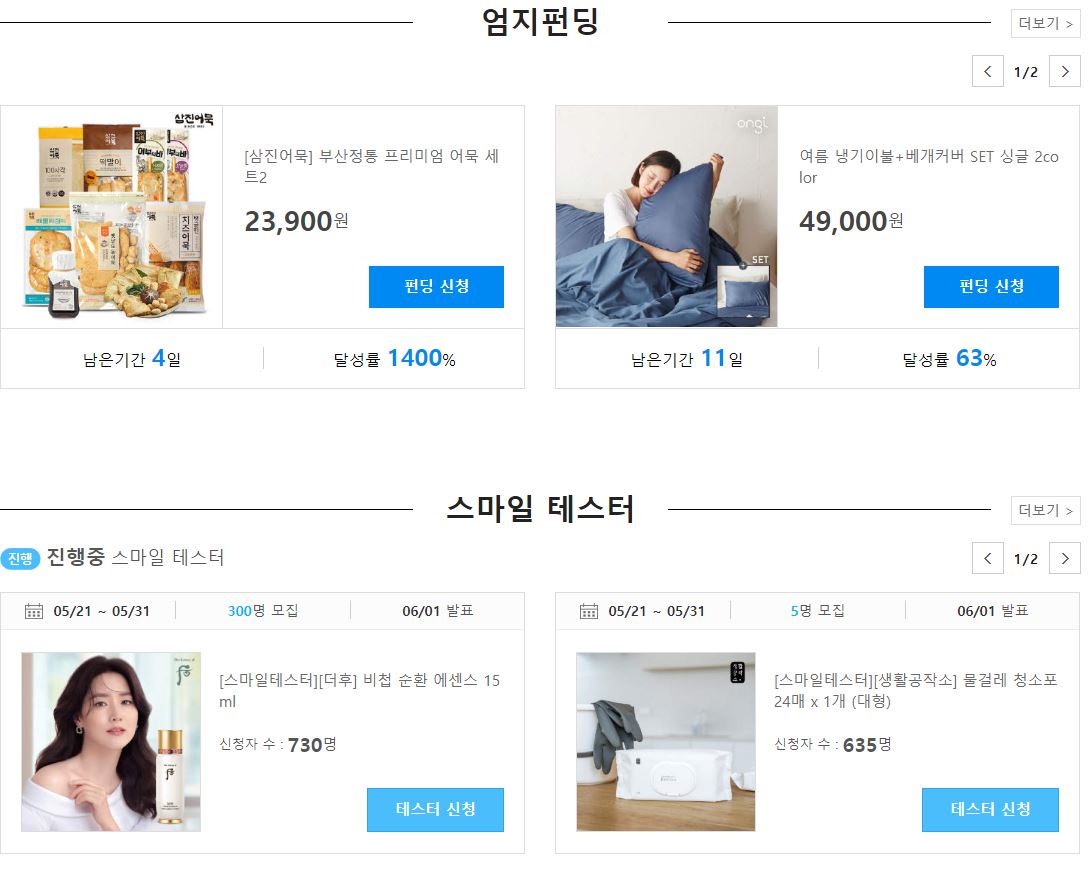 엄지펀딩
더보기 >
1/2
삼진어묵
[삼진어묵] 부산정통 프리미엄 어묵 세
트2
23,900원
펀딩 신청
남은기간 4일
달성률 1400%
ongi
SET
여름 냉기이불+베개커버 SET 싱글 2co
lor
49,000원
펀딩 신청
남은기간 11일
달성률 63%
스마일 테스터
더보기 >
진행 진행중 스마일 테스터
1/2
05/21 ~ 05/31
300명 모집
06/01 발표
[스마일테스터][더후] 비첩 순환 에센스 15
ml
신청자 수 : 730명
테스터 신청
05/21 ~ 05/31
5명 모집
06/01 발표
[스마일테스터][생활공작소] 물걸레 청소포
24매 x 1개 (대형)
신청자 수 : 635명
테스터 신청